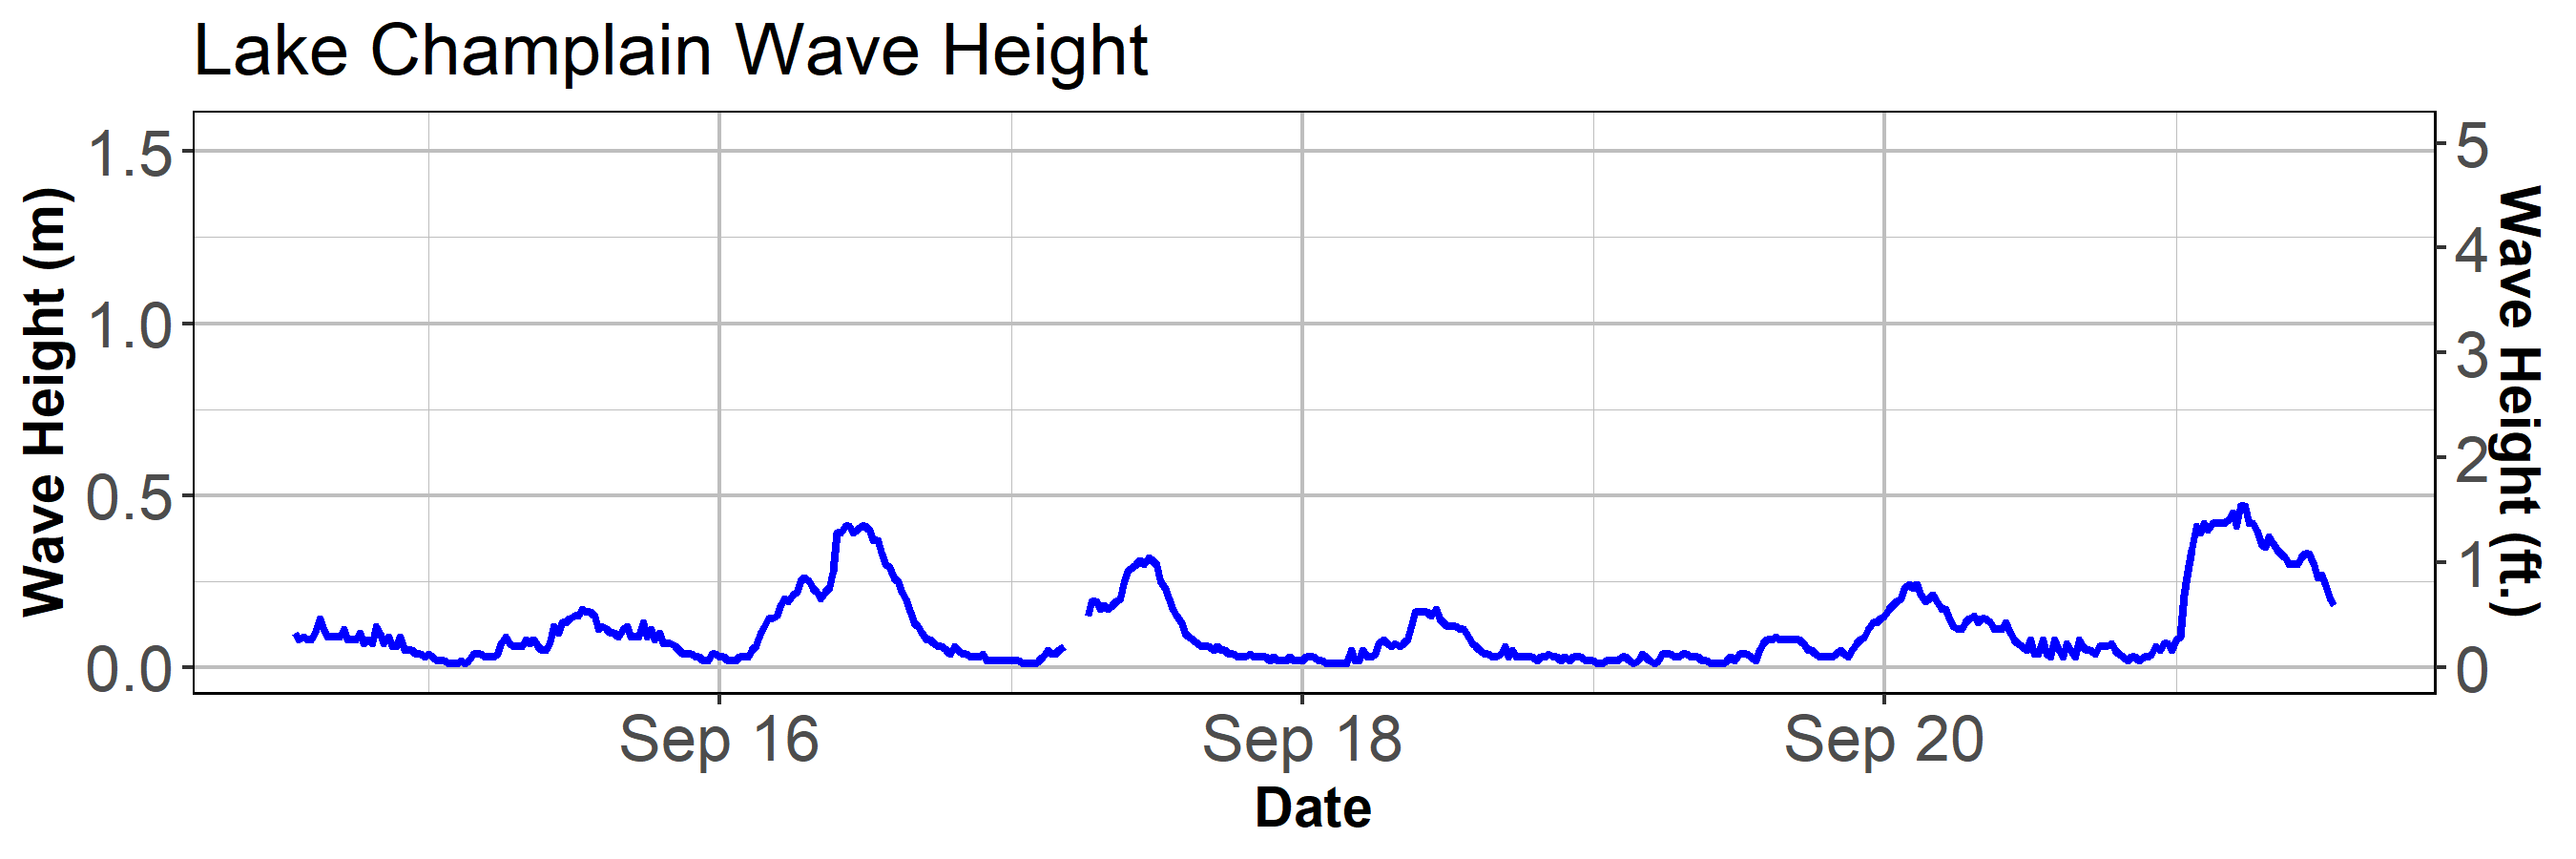 Lake Champlain Wave Height
Wave Height (m)
1.5
1.0
0.5
0.0
5
4
3
2
1
0
Wave Height (ft.)
Sep 16
Sep 18
Sep 20
Date